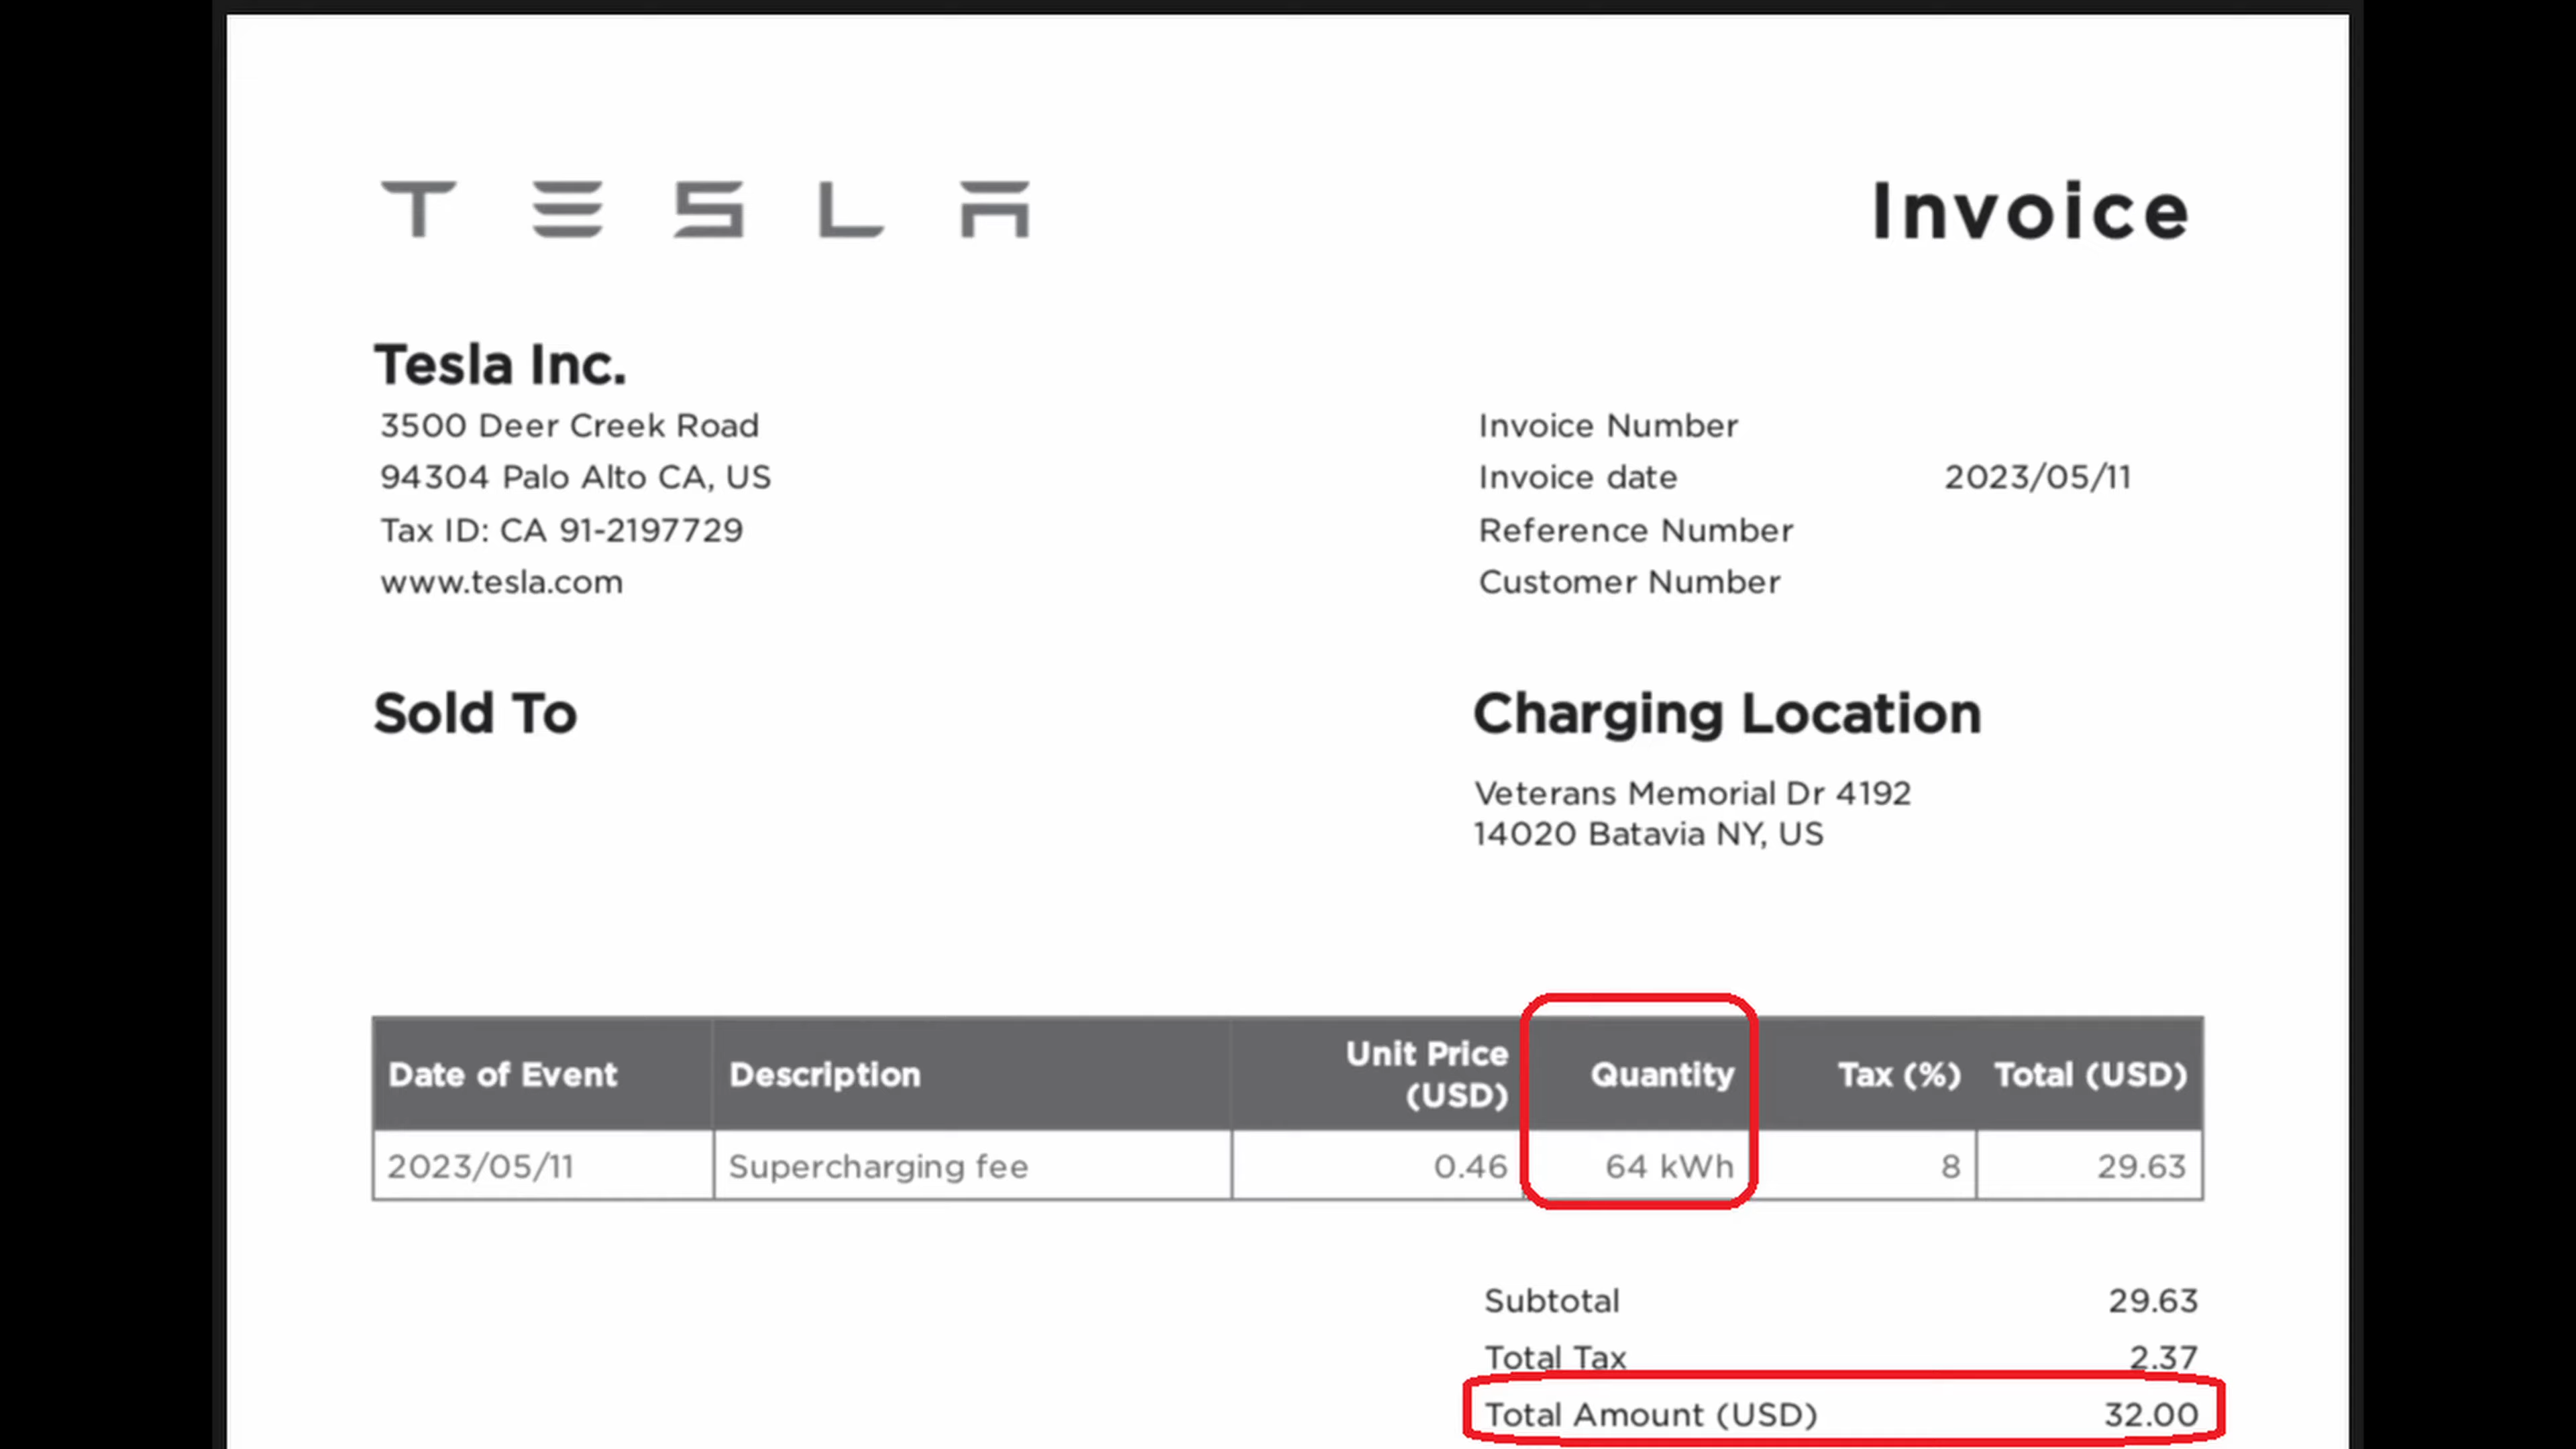 TESLA
Invoice
Tesla Inc.
3500 Deer Creek Road
94304 Palo Alto CA, US
Tax ID: CA 91-2197729
www.tesla.com
Invoice Number
Invoice date 2023/05/11
Reference Number
Customer Number
Sold To
Charging Location
Veterans Memorial Dr 4192
14020 Batavia NY, US
Date of Event Description Unit Price (USD) Quantity Tax (%) Total (USD)
2023/05/11 Supercharging fee 0.46 64 kWh 8 29.63
Subtotal 29.63
Total Tax 2.37
Total Amount (USD) 32.00